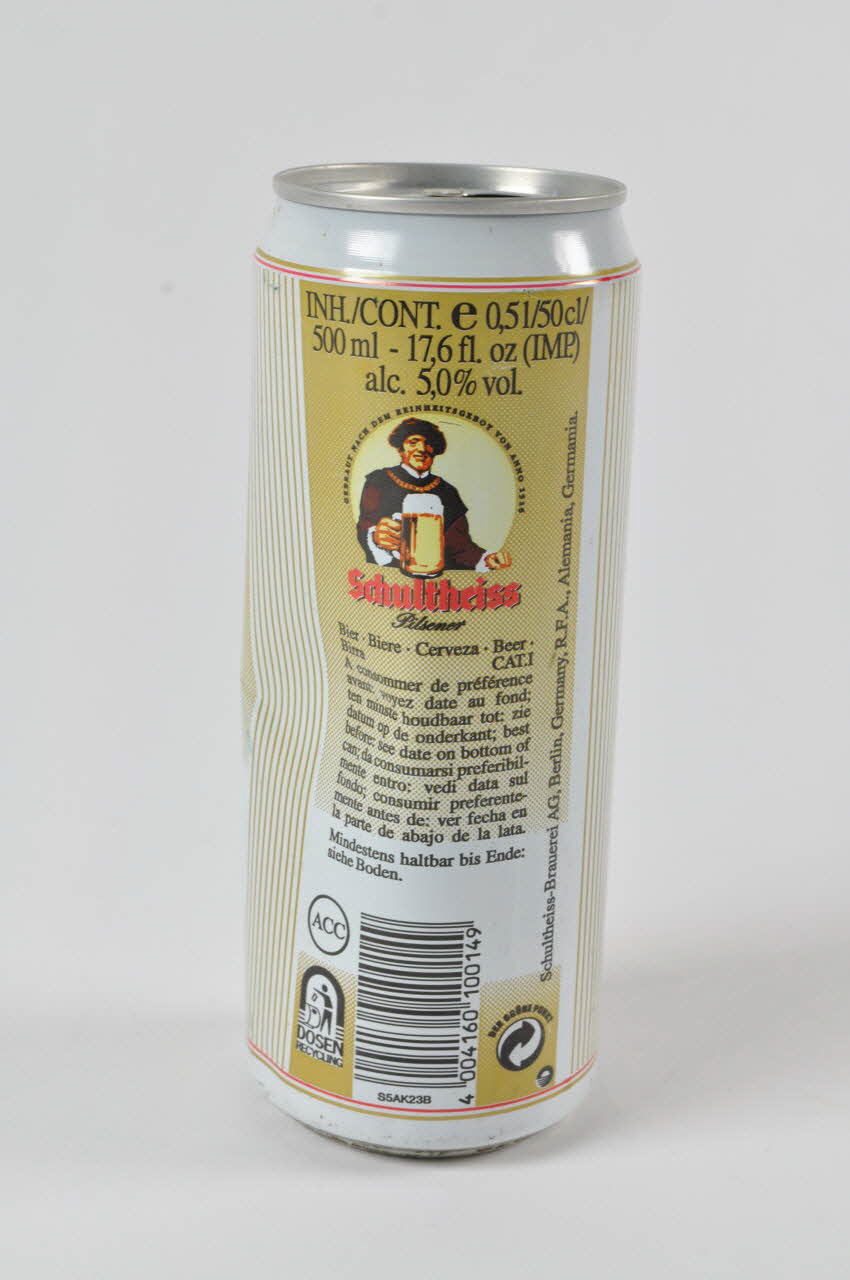 INH./CONT. e 0,5l/50cl/
500 ml - 17,6 fl. oz (IMP.)
alc. 5,0% vol.
GEBRAUT NACH DEM REINHEITSGEBOT VON ANNO 1516
Schultheiss
Pilsener
Bier · Biere · Cerveza · Beer ·
Birra CAT.I
A consommer de préférence
avant: voyez date au fond;
ten minste houdbaar tot: zie
datum op de onderkant; best
before: see date on bottom of
can; da consumarsi preferibil-
mente entro: vedi data sul
fondo; consumir preferente-
mente antes de: ver fecha en
la parte de abajo de la lata.
Mindestens haltbar bis Ende:
siehe Boden.
Schultheiss-Brauerei AG, Berlin, Germany, R.F.A., Alemania, Germania.
ACC
DOSEN
RECYCLING
4 004160 100149
S5AK23B
DER GRÜNE PUNKT